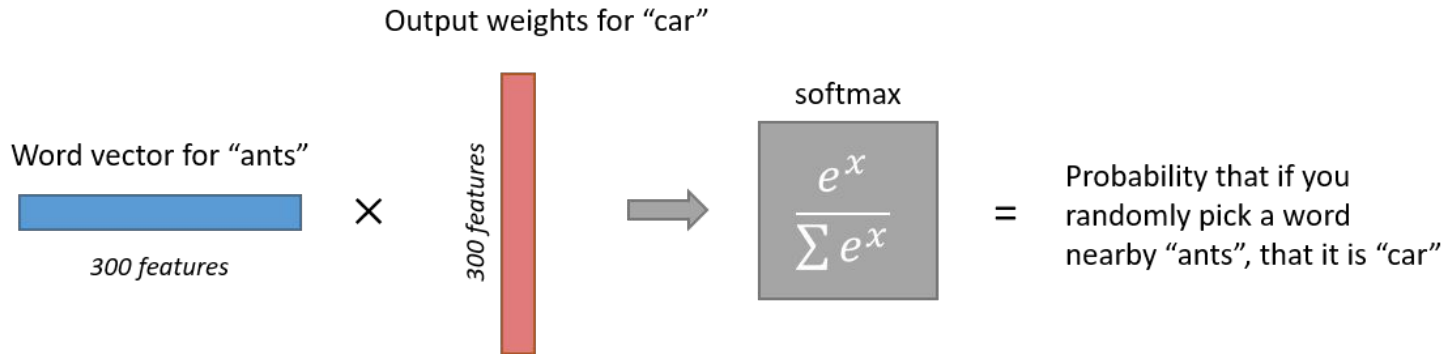 Output weights for “car”
softmax
Word vector for “ants”
300 features
×
300 features
e^x
∑ e^x
=
Probability that if you
randomly pick a word
nearby “ants”, that it is “car”